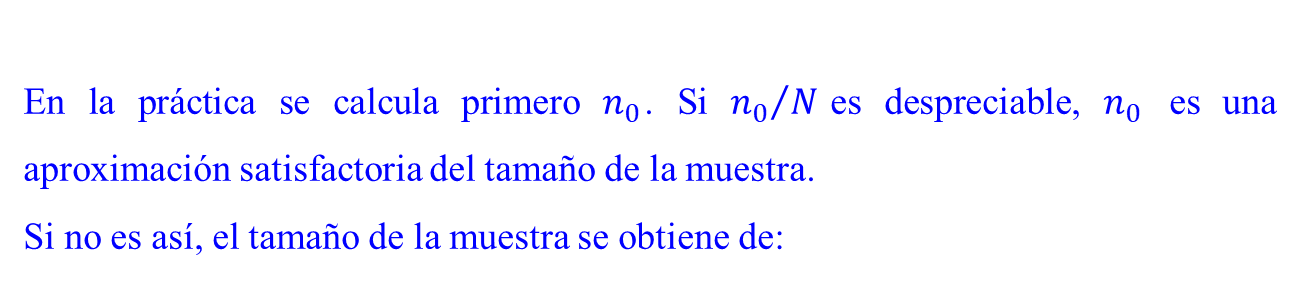 En la práctica se calcula primero 𝑛₀. Si 𝑛₀/𝑁 es despreciable, 𝑛₀ es una
aproximación satisfactoria del tamaño de la muestra.
Si no es así, el tamaño de la muestra se obtiene de: